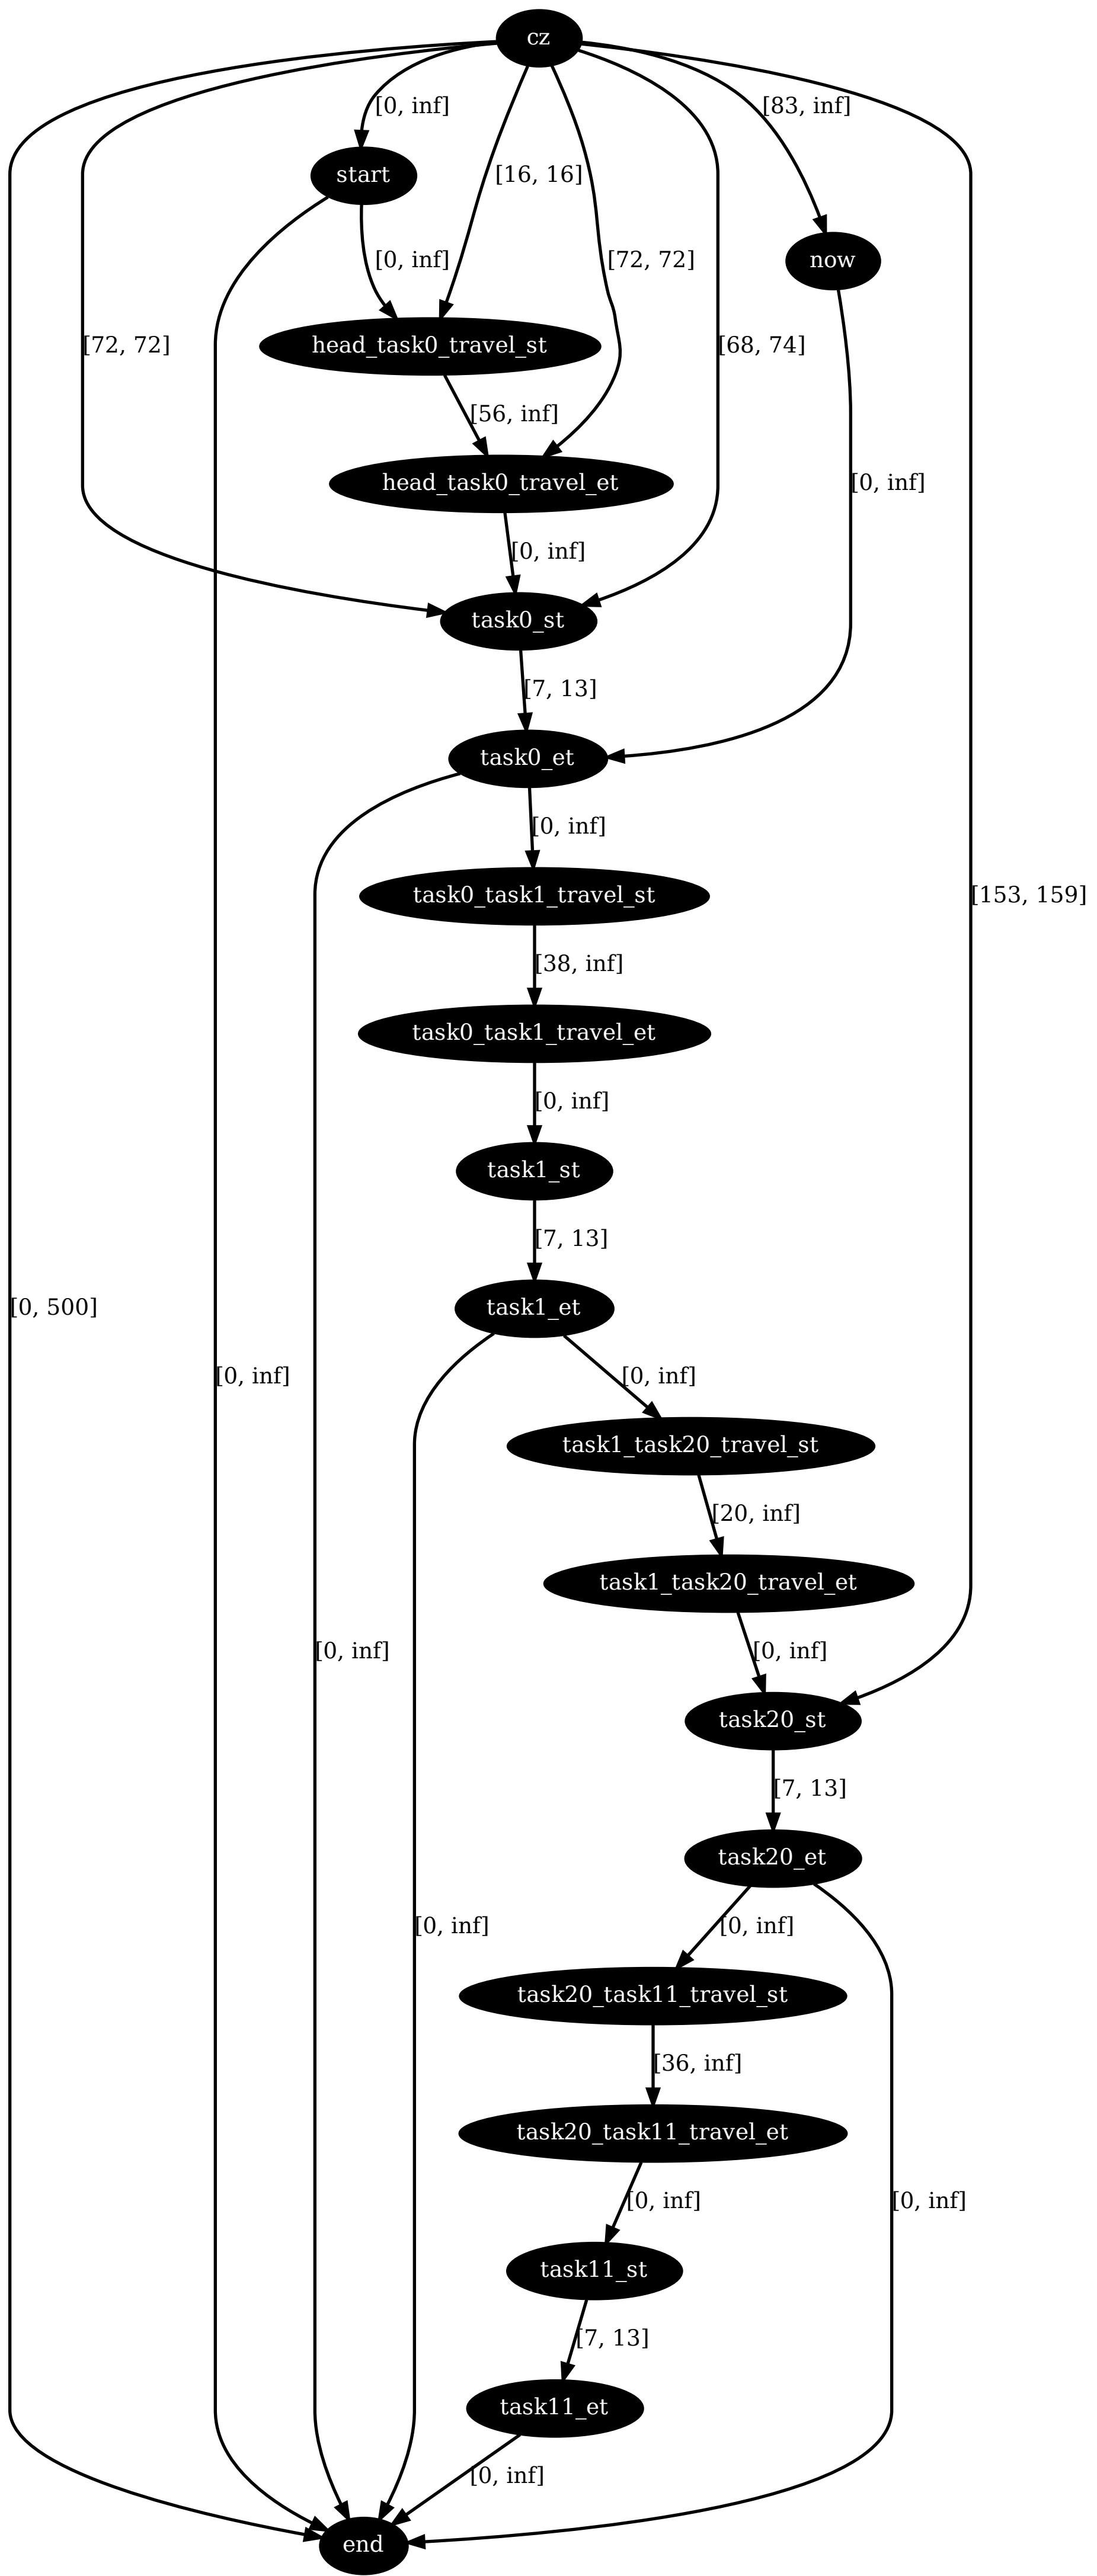 cz
[0, inf]
[83, inf]
start
[16, 16]
now
[0, inf]
[72, 72]
head_task0_travel_st
[72, 72]
[68, 74]
[56, inf]
head_task0_travel_et
[0, inf]
[0, inf]
task0_st
[7, 13]
task0_et
[0, inf]
task0_task1_travel_st
[153, 159]
[38, inf]
task0_task1_travel_et
[0, inf]
task1_st
[7, 13]
task1_et
[0, 500]
[0, inf]
[0, inf]
task1_task20_travel_st
[20, inf]
task1_task20_travel_et
[0, inf]
[0, inf]
task20_st
[7, 13]
task20_et
[0, inf]
[0, inf]
task20_task11_travel_st
[36, inf]
task20_task11_travel_et
[0, inf]
[0, inf]
task11_st
[7, 13]
task11_et
[0, inf]
end